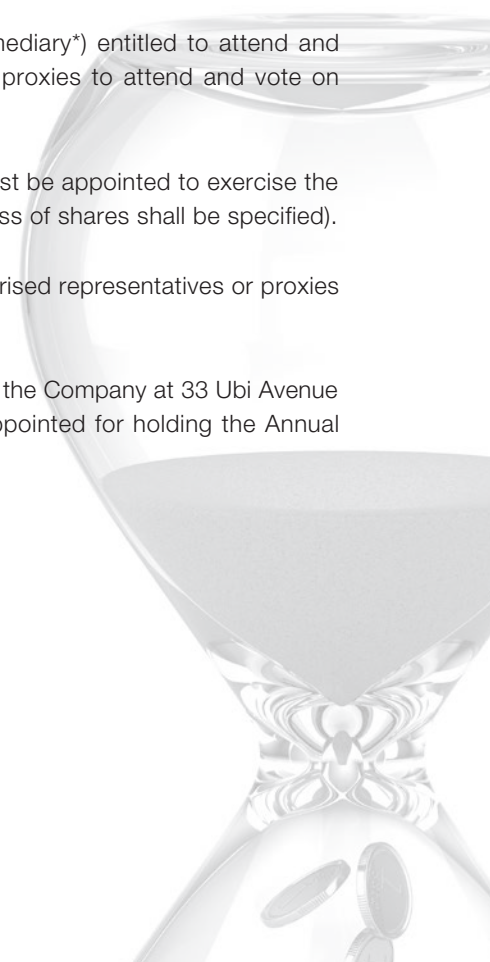 mediary*) entitled to attend and
proxies to attend and vote on
st be appointed to exercise the
ss of shares shall be specified).
rised representatives or proxies
the Company at 33 Ubi Avenue
ppointed for holding the Annual